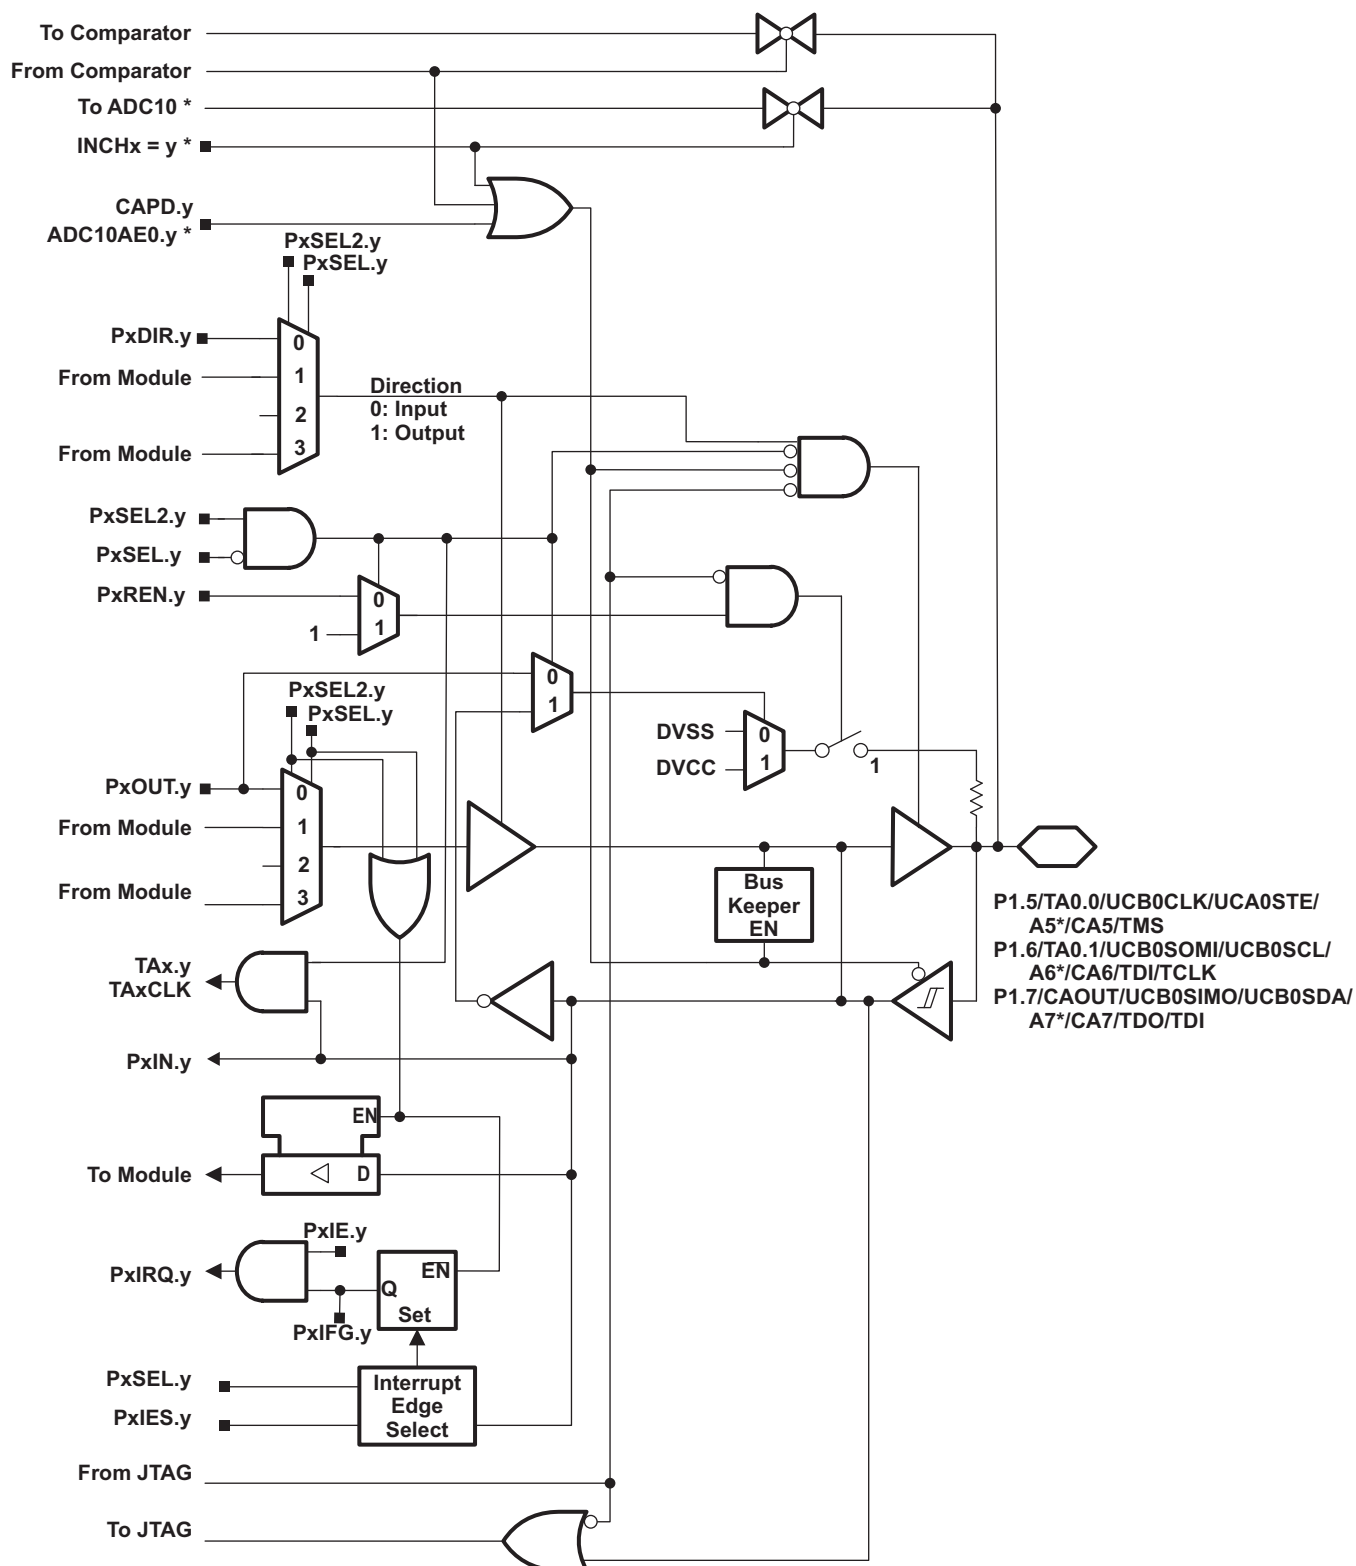 To Comparator
From Comparator
To ADC10 *
INCHx = y *
CAPD.y
ADC10AE0.y *
PxSEL2.y
PxSEL.y
PxDIR.y
0
From Module
1
2
From Module
3
Direction
0: Input
1: Output
PxSEL2.y
PxSEL.y
PxREN.y
0
1
1
0
1
PxSEL2.y
PxSEL.y
DVSS
0
DVCC
1
1
PxOUT.y
0
From Module
1
2
From Module
3
Bus
Keeper
EN
P1.5/TA0.0/UCB0CLK/UCA0STE/
A5*/CA5/TMS
P1.6/TA0.1/UCB0SOMI/UCB0SCL/
A6*/CA6/TDI/TCLK
P1.7/CAOUT/UCB0SIMO/UCB0SDA/
A7*/CA7/TDO/TDI
TAx.y
TAxCLK
PxIN.y
EN
To Module
D
PxIE.y
PxIRQ.y
EN
Q
Set
PxIFG.y
PxSEL.y
PxIES.y
Interrupt
Edge
Select
From JTAG
To JTAG